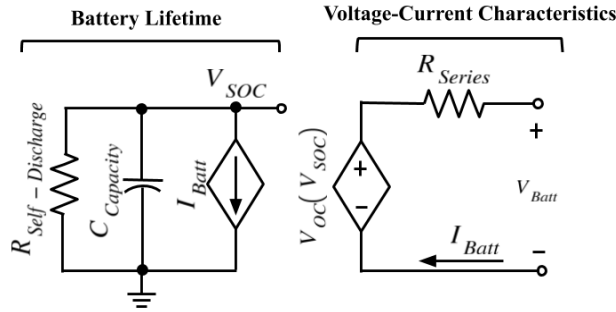 Battery Lifetime
Voltage-Current Characteristics
V_SOC
R_Series
R_Self-Discharge
C_Capacity
I_Batt
V_OC(V_SOC)
+
-
+
V_Batt
I_Batt
-